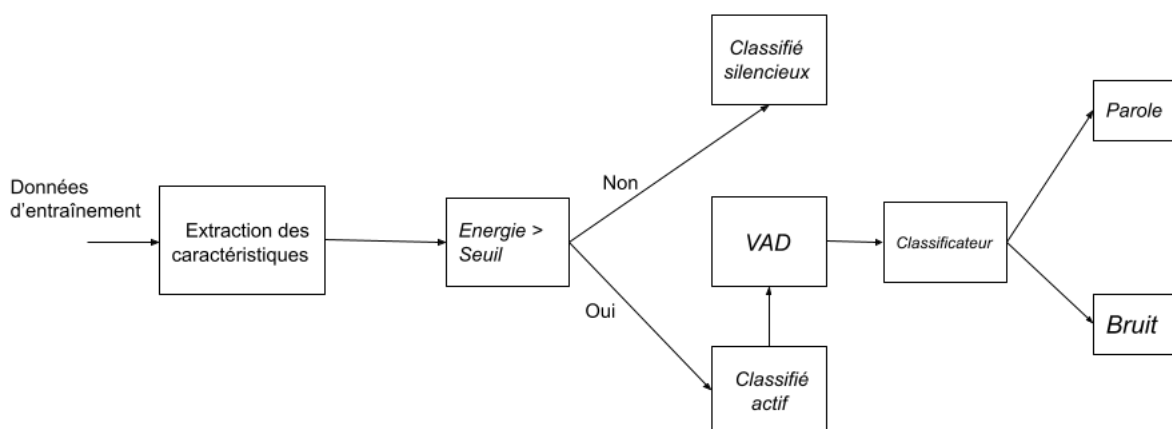 Données
d'entraînement
Extraction des
caractéristiques
Energie >
Seuil
Non
Oui
Classifié
silencieux
Classifié
actif
VAD
Classificateur
Parole
Bruit